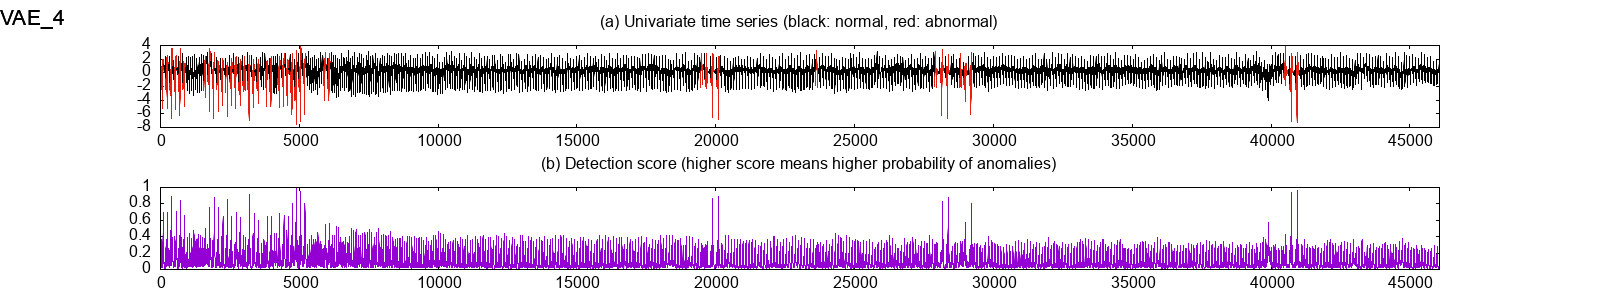 VAE_4
(a) Univariate time series (black: normal, red: abnormal)
4
2
0
-2
-4
-6
-8
0 5000 10000 15000 20000 25000 30000 35000 40000 45000
(b) Detection score (higher score means higher probability of anomalies)
1
0.8
0.6
0.4
0.2
0
0 5000 10000 15000 20000 25000 30000 35000 40000 45000